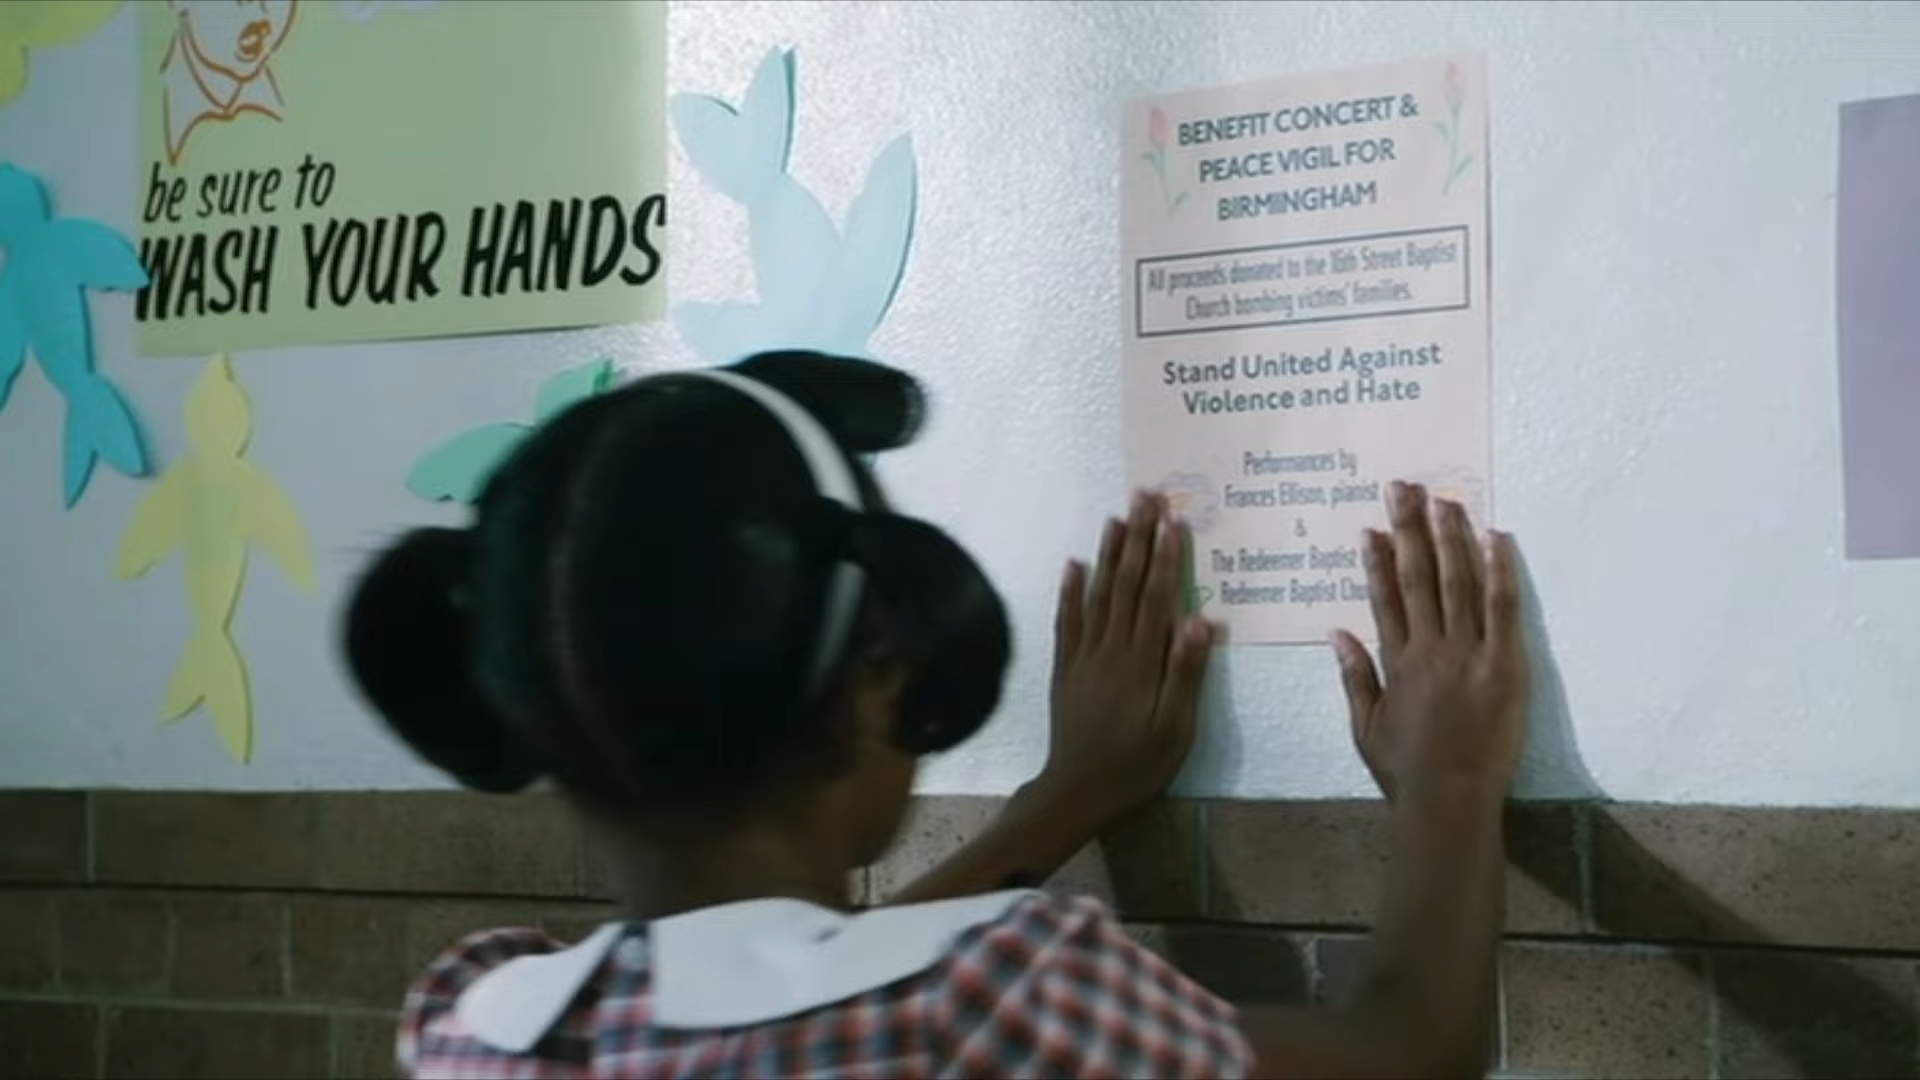 be sure to
WASH YOUR HANDS
BENEFIT CONCERT &
PEACE VIGIL FOR
BIRMINGHAM
All proceeds donated to the 16th Street Baptist
Church bombing victims' families.
Stand United Against
Violence and Hate
Performances by
Frances Ellison, pianist
&
The Redeemer Baptist
Redeemer Baptist